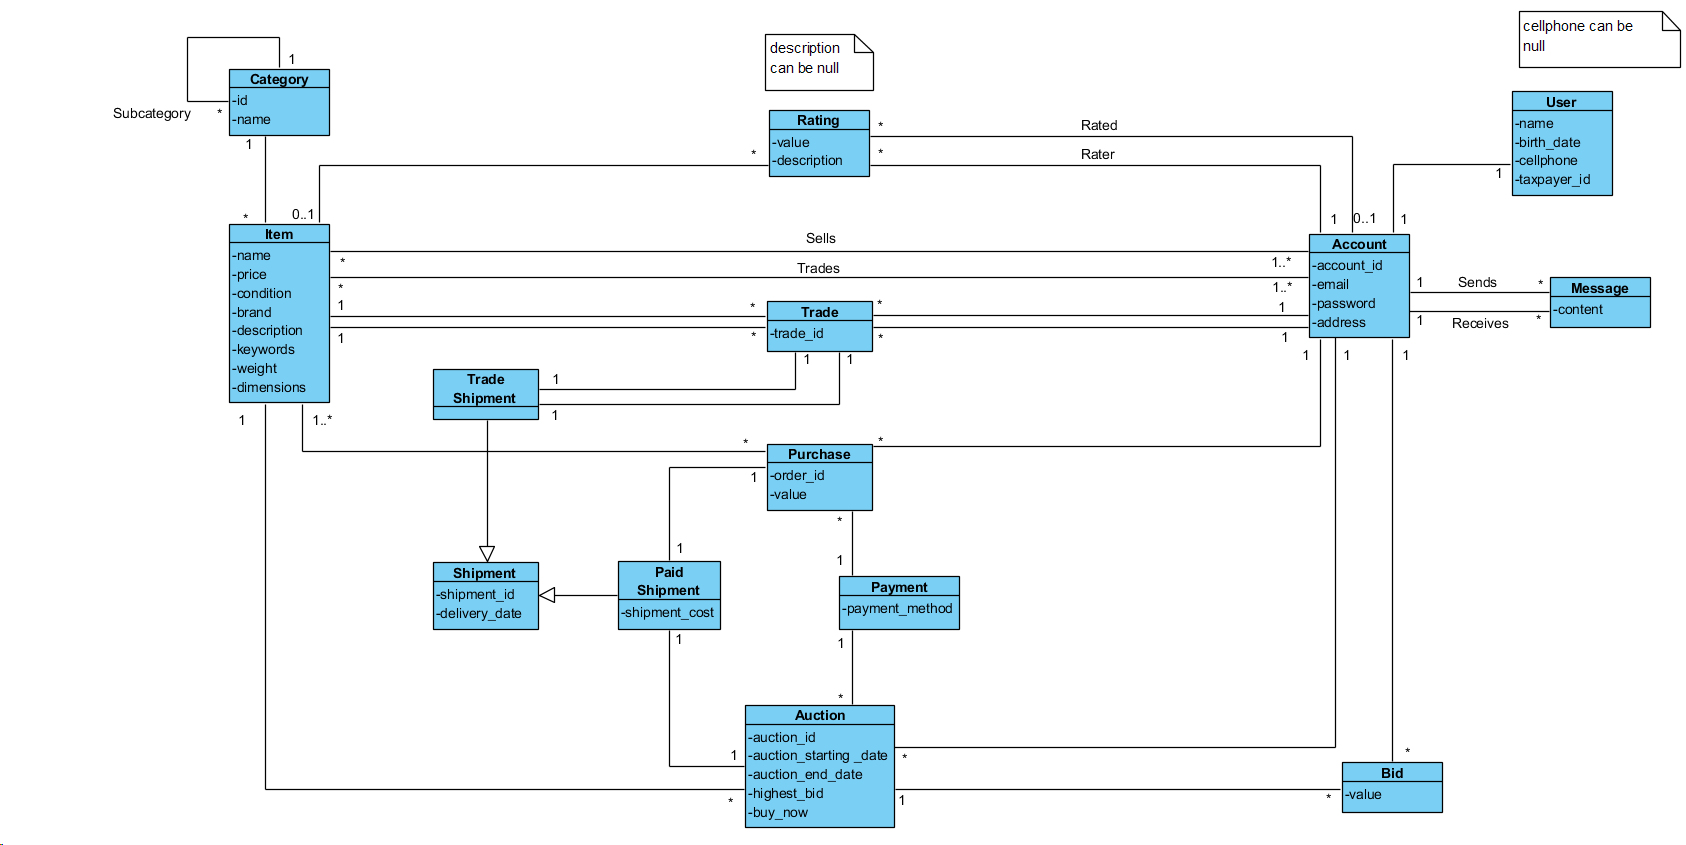 cellphone can be
null
description
can be null
1
Category
-id
-name
Subcategory
*
1
User
-name
-birth_date
-cellphone
-taxpayer_id
1
Rating
-value
-description
*
Rated
*
Rater
*
*
0..1
1
0..1
1
Item
-name
-price
-condition
-brand
-description
-keywords
-weight
-dimensions
Sells
*
1..*
Trades
*
1..*
Account
-account_id
-email
-password
-address
1
Sends
*
1
Receives
*
Message
-content
1
*
*
1
1
*
*
1
Trade
-trade_id
1
1
1
1
Trade
Shipment
1
1
1
1
1..*
*
*
Purchase
-order_id
-value
1
*
1
1
Shipment
-shipment_id
-delivery_date
Paid
Shipment
-shipment_cost
Payment
-payment_method
1
1
*
Auction
-auction_id
-auction_starting _date
-auction_end_date
-highest_bid
-buy_now
1
*
*
1
*
*
Bid
-value